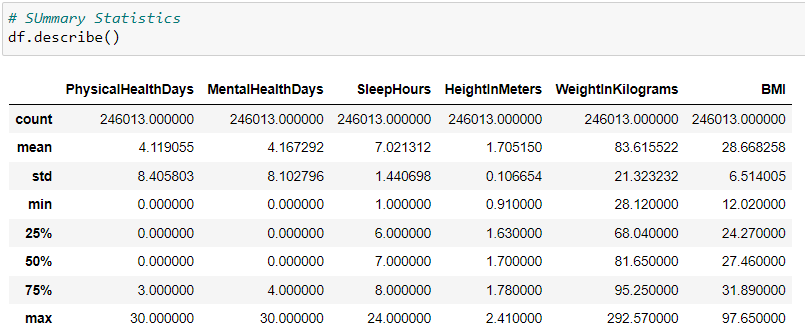 # SUmmary Statistics
df.describe()
PhysicalHealthDays MentalHealthDays SleepHours HeightInMeters WeightInKilograms BMI
count 246013.000000 246013.000000 246013.000000 246013.000000 246013.000000 246013.000000
mean 4.119055 4.167292 7.021312 1.705150 83.615522 28.668258
std 8.405803 8.102796 1.440698 0.106654 21.323232 6.514005
min 0.000000 0.000000 1.000000 0.910000 28.120000 12.020000
25% 0.000000 0.000000 6.000000 1.630000 68.040000 24.270000
50% 0.000000 0.000000 7.000000 1.700000 81.650000 27.460000
75% 3.000000 4.000000 8.000000 1.780000 95.250000 31.890000
max 30.000000 30.000000 24.000000 2.410000 292.570000 97.650000